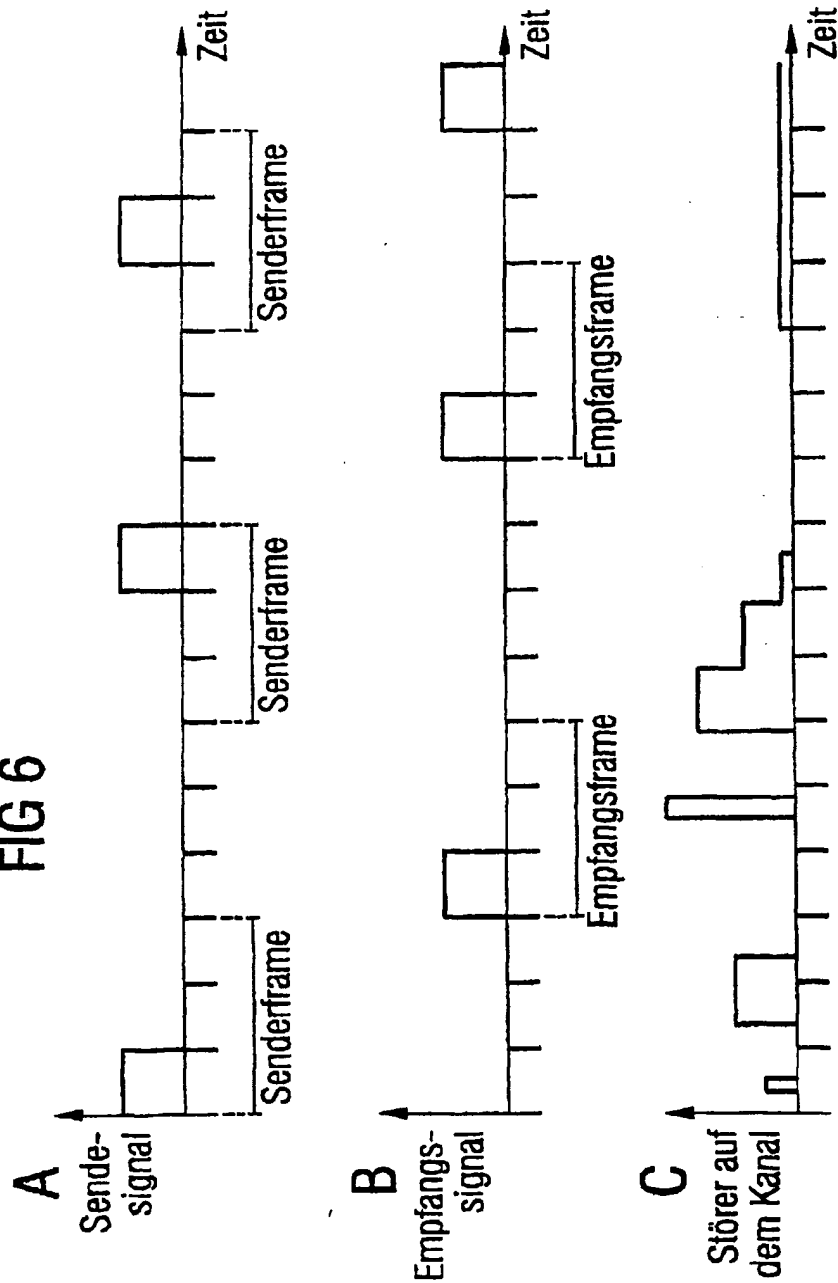 FIG 6
A
Sende-
signal
Zeit
Senderframe
Senderframe
Senderframe
B
Empfangs-
signal
Zeit
Empfangsframe
Empfangsframe
C
Störer auf
dem Kanal
Zeit